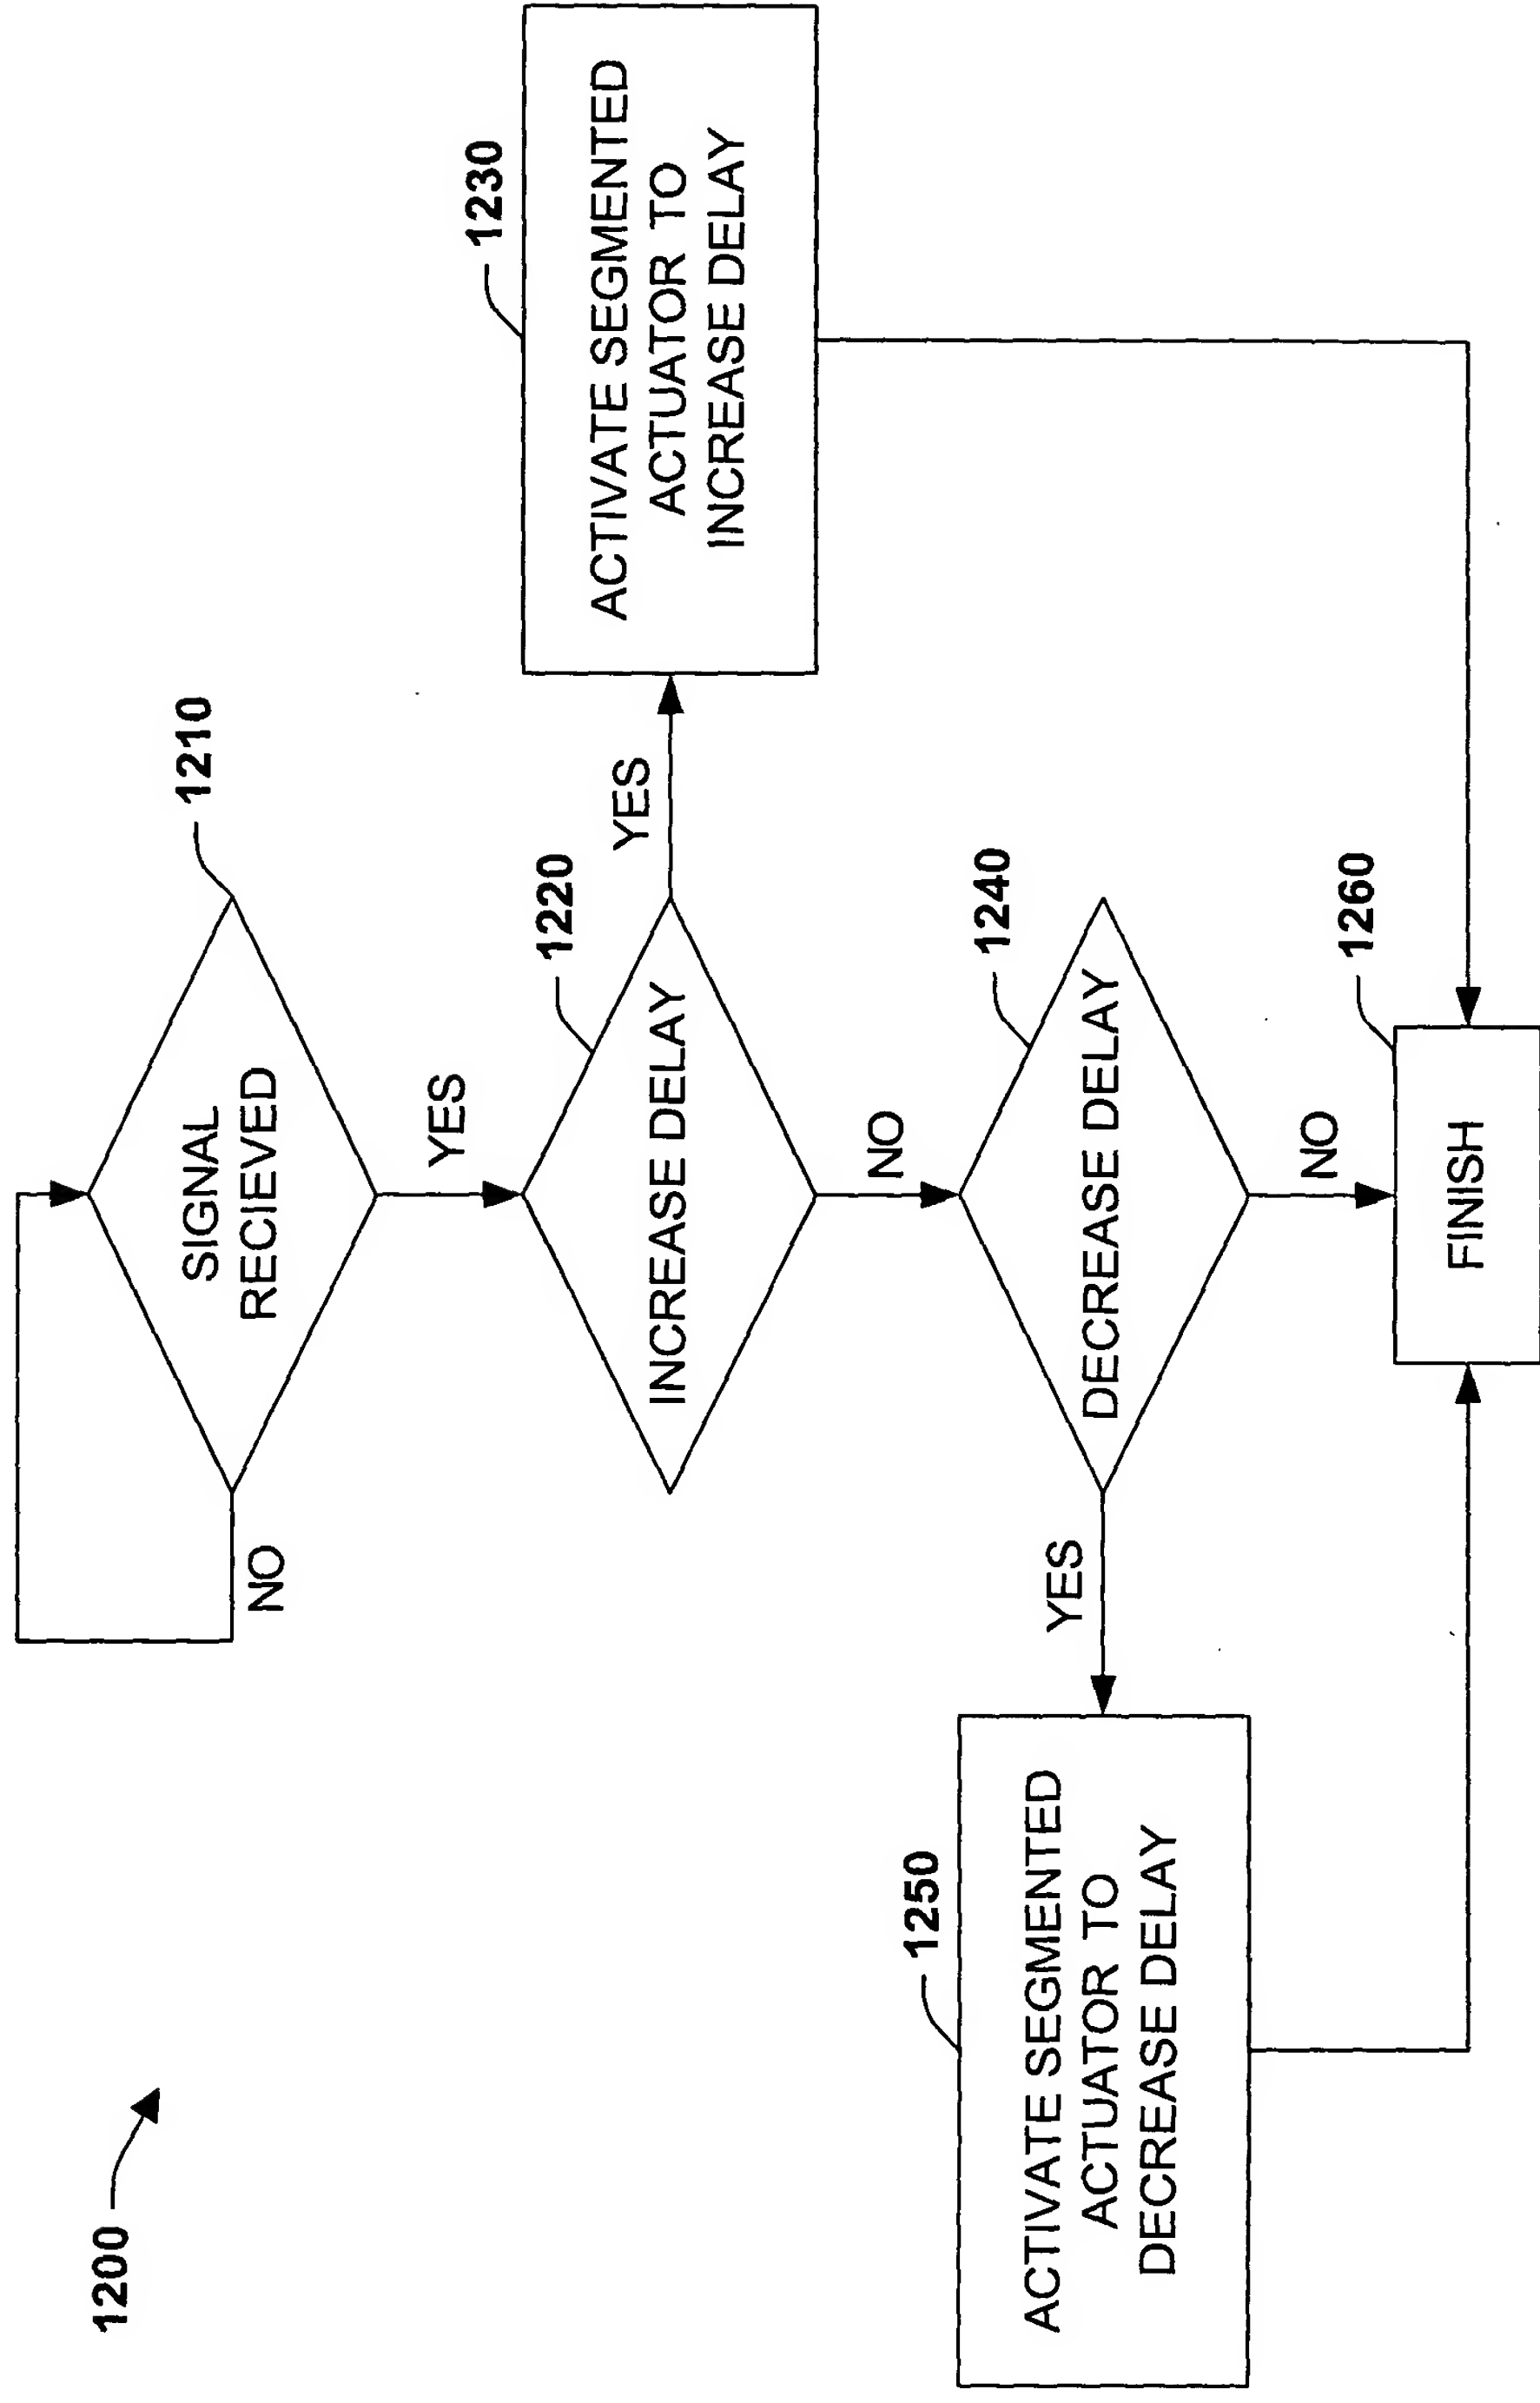 1200
1210
SIGNAL
RECIEVED
NO
YES
1220
INCREASE DELAY
YES
1230
ACTIVATE SEGMENTED
ACTUATOR TO
INCREASE DELAY
NO
1240
DECREASE DELAY
YES
1250
ACTIVATE SEGMENTED
ACTUATOR TO
DECREASE DELAY
NO
1260
FINISH